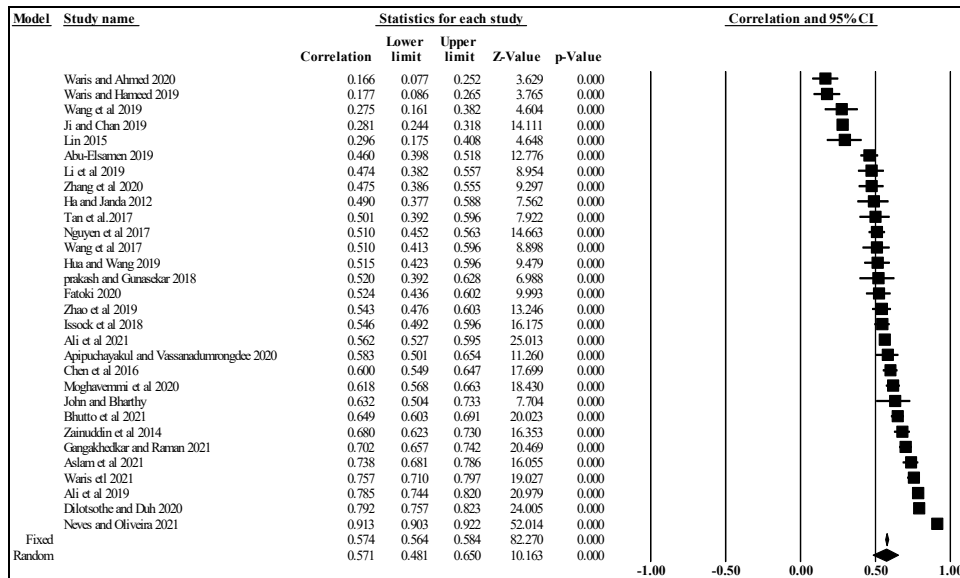 Model Study name Statistics for each study Correlation and 95% CI
Lower Upper
Correlation limit limit Z-Value p-Value
Waris and Ahmed 2020 0.166 0.077 0.252 3.629 0.000
Waris and Hameed 2019 0.177 0.086 0.265 3.765 0.000
Wang et al 2019 0.275 0.161 0.382 4.604 0.000
Ji and Chan 2019 0.281 0.244 0.318 14.111 0.000
Lin 2015 0.296 0.175 0.408 4.648 0.000
Abu-Elsamen 2019 0.460 0.398 0.518 12.776 0.000
Li et al 2019 0.474 0.382 0.557 8.954 0.000
Zhang et al 2020 0.475 0.386 0.555 9.297 0.000
Ha and Janda 2012 0.490 0.377 0.588 7.562 0.000
Tan et al.2017 0.501 0.392 0.596 7.922 0.000
Nguyen et al 2017 0.510 0.452 0.563 14.663 0.000
Wang et al 2017 0.510 0.413 0.596 8.898 0.000
Hua and Wang 2019 0.515 0.423 0.596 9.479 0.000
prakash and Gunasekar 2018 0.520 0.392 0.628 6.988 0.000
Fatoki 2020 0.524 0.436 0.602 9.993 0.000
Zhao et al 2019 0.543 0.476 0.603 13.246 0.000
Issock et al 2018 0.546 0.492 0.596 16.175 0.000
Ali et al 2021 0.562 0.527 0.595 25.013 0.000
Apipuchayakul and Vassanadumrongdee 2020 0.583 0.501 0.654 11.260 0.000
Chen et al 2016 0.600 0.549 0.647 17.699 0.000
Moghavemmi et al 2020 0.618 0.568 0.663 18.430 0.000
John and Bharthy 0.632 0.504 0.733 7.704 0.000
Bhutto et al 2021 0.649 0.603 0.691 20.023 0.000
Zainuddin et al 2014 0.680 0.623 0.730 16.353 0.000
Gangakhedkar and Raman 2021 0.702 0.657 0.742 20.469 0.000
Aslam et al 2021 0.738 0.681 0.786 16.055 0.000
Waris etl 2021 0.757 0.710 0.797 19.027 0.000
Ali et al 2019 0.785 0.744 0.820 20.979 0.000
Dilotsothe and Duh 2020 0.792 0.757 0.823 24.005 0.000
Neves and Oliveira 2021 0.913 0.903 0.922 52.014 0.000
Fixed 0.574 0.564 0.584 82.270 0.000
Random 0.571 0.481 0.650 10.163 0.000
-1.00 -0.50 0.00 0.50 1.00